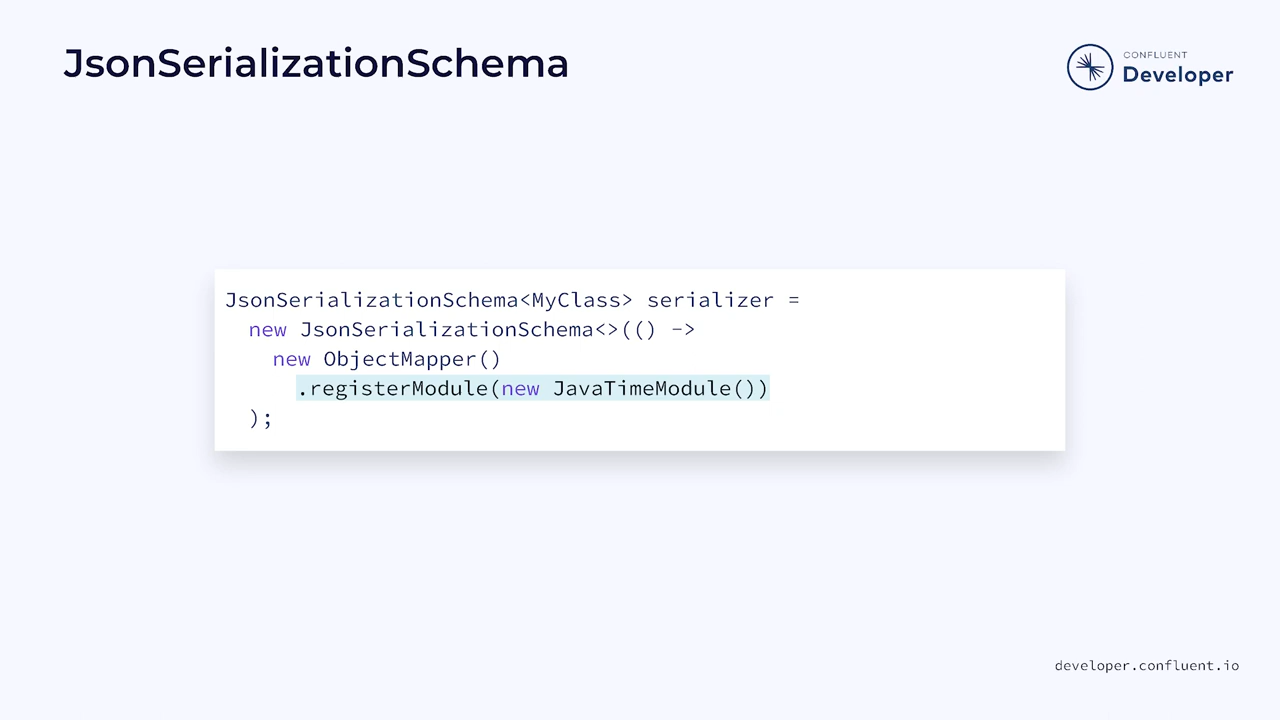 JsonSerializationSchema
CONFLUENT
Developer
JsonSerializationSchema<MyClass> serializer =
  new JsonSerializationSchema<>(() ->
    new ObjectMapper()
      .registerModule(new JavaTimeModule())
  );
developer.confluent.io